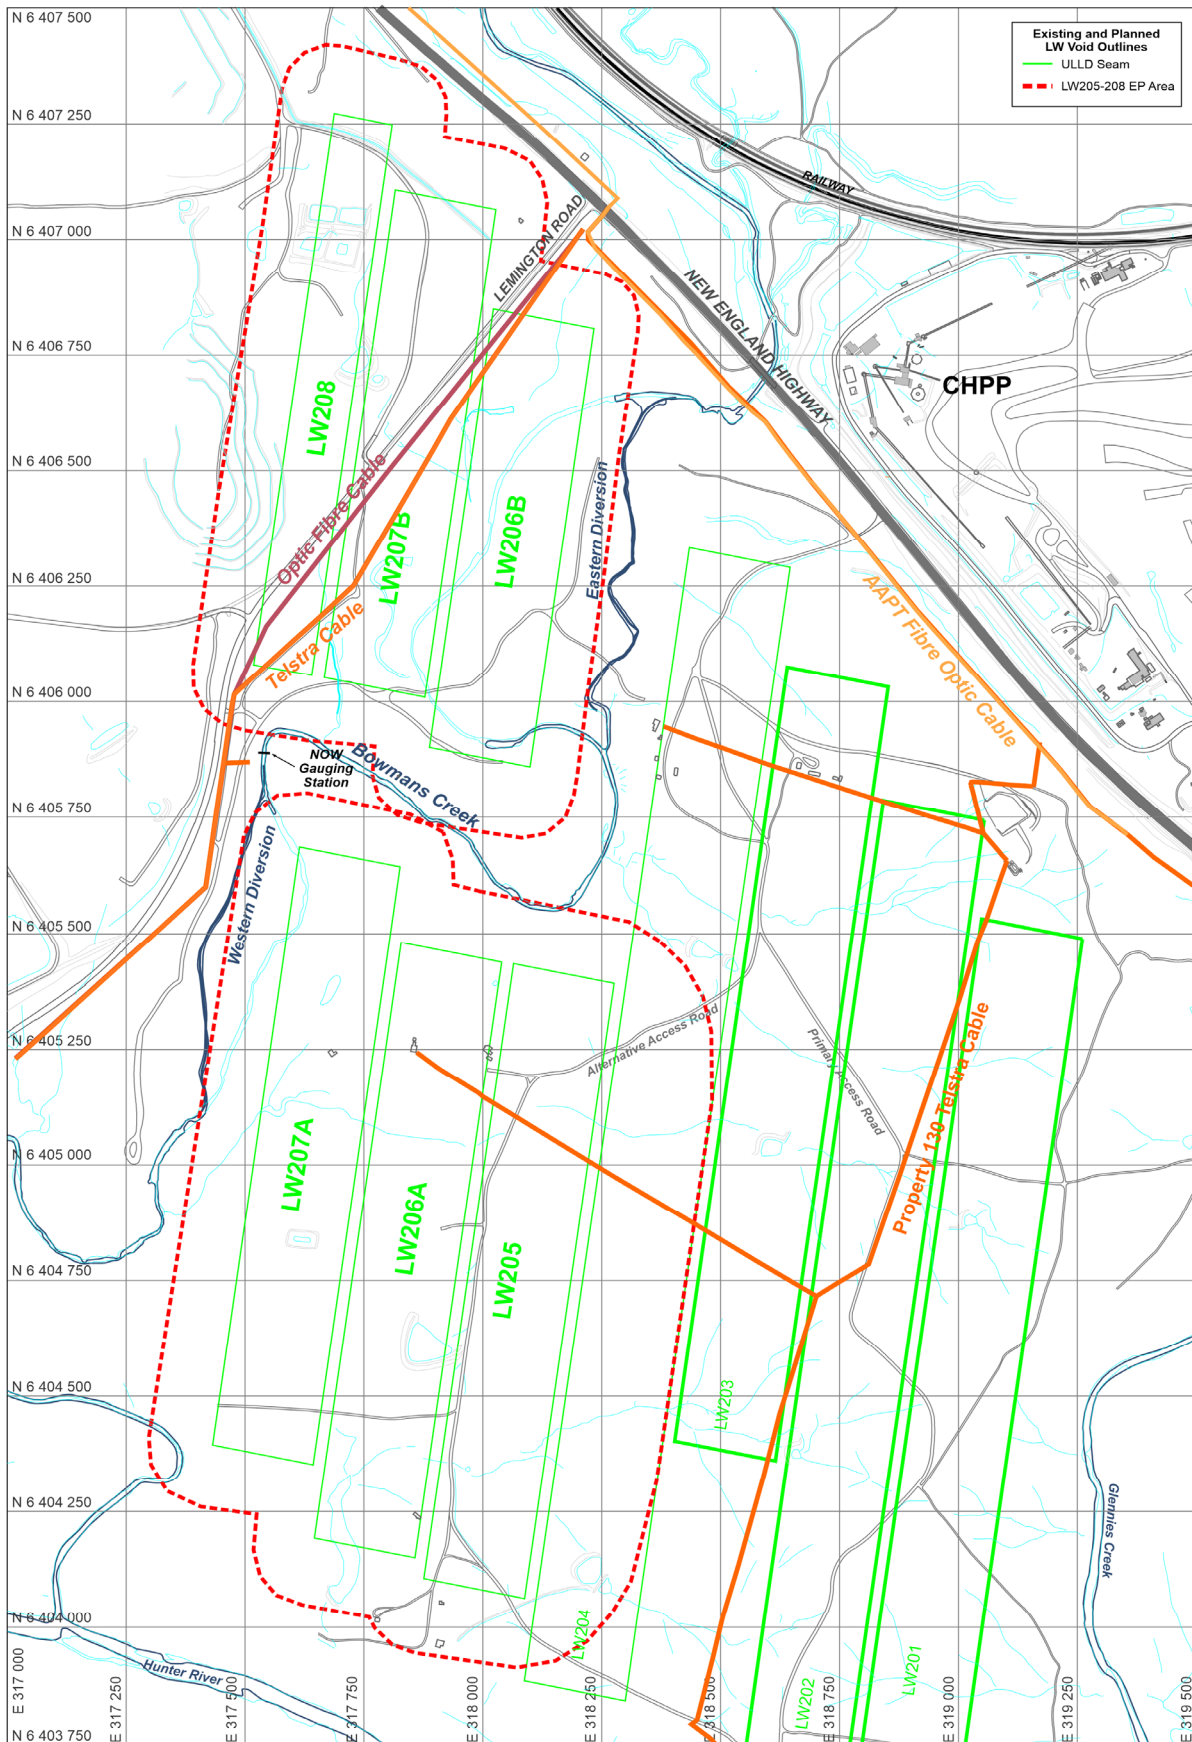 N 6 407 500
Existing and Planned
LW Void Outlines
ULLD Seam
LW205-208 EP Area
N 6 407 250
RAILWAY
LEMINGTON ROAD
N 6 407 000
NEW ENGLAND HIGHWAY
N 6 406 750
CHPP
LW208
Optic Fibre Cable
N 6 406 500
LW207B
LW206B
Eastern Diversion
N 6 406 250
AAPT Fibre Optic Cable
Telstra Cable
N 6 406 000
NOW
Gauging
Station
Bowmans Creek
N 6 405 750
Western Diversion
N 6 405 500
N 6 405 250
Alternative Access Road
Primary Access Road
Property 130 Telstra Cable
N 6 405 000
LW207A
LW206A
LW205
N 6 404 750
N 6 404 500
LW203
N 6 404 250
Glennies Creek
N 6 404 000
LW204
LW202
LW201
Hunter River
N 6 403 750
E 317 000
E 317 250
E 317 500
E 317 750
E 318 000
E 318 250
E 318 500
E 318 750
E 319 000
E 319 250
E 319 500